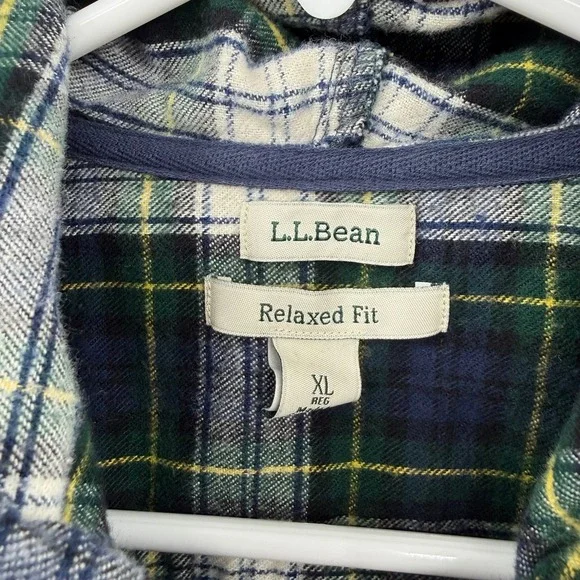 L.L.Bean
Relaxed Fit
XL
REG